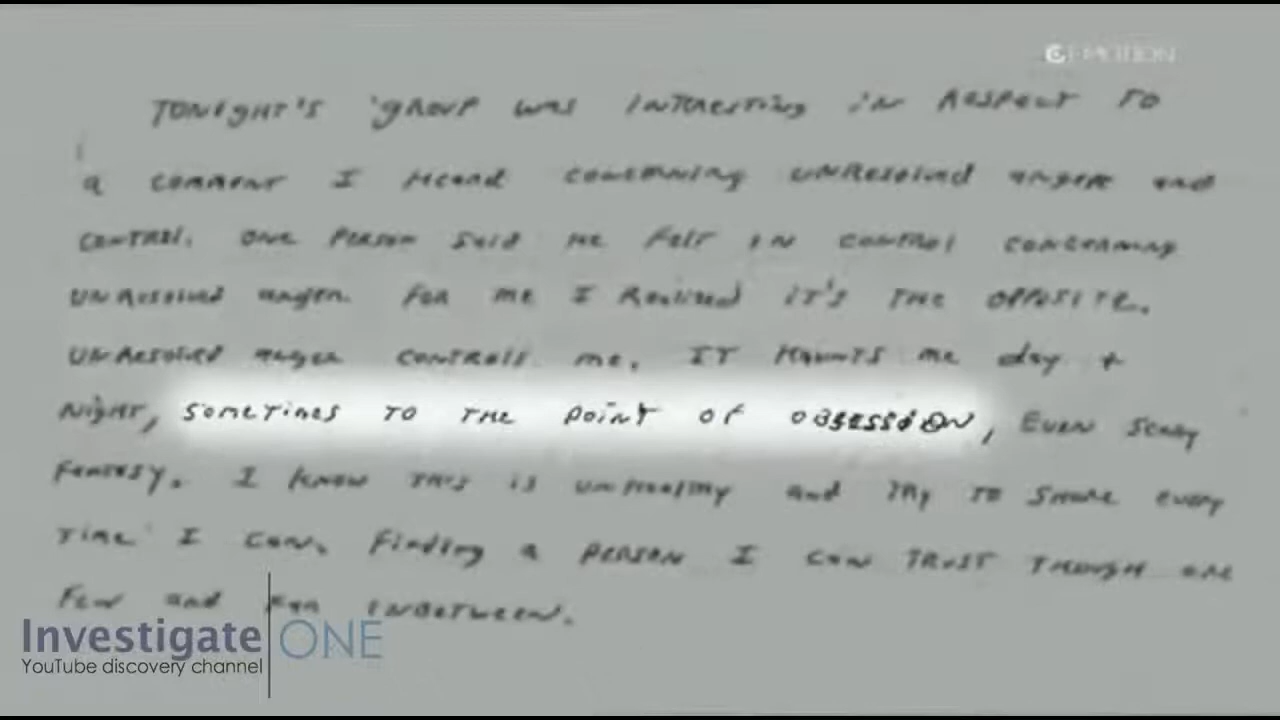 TONIGHT'S 'GROUP WAS INTERESTING IN RESPECT TO
a comment I Heard concerning UNResolved anger and
CONTROL. ONE PERSON said He felt IN CONTROL concerning
UNResolved anger. For me I Realized IT'S THE OPPOSITE.
UNResolved anger CONTROLS me. IT HAUNTS me day +
NIGHT, SOMETIMES TO THE POINT OF OBSESSION, EVEN SCARY
Fantasy. I know THIS is unHealthy and TRY TO SHARE every
TIME I can. Finding a PERSON I can TRUST THOUGH are
Few and Far INBETWEEN.
Investigate ONE
YouTube discovery channel